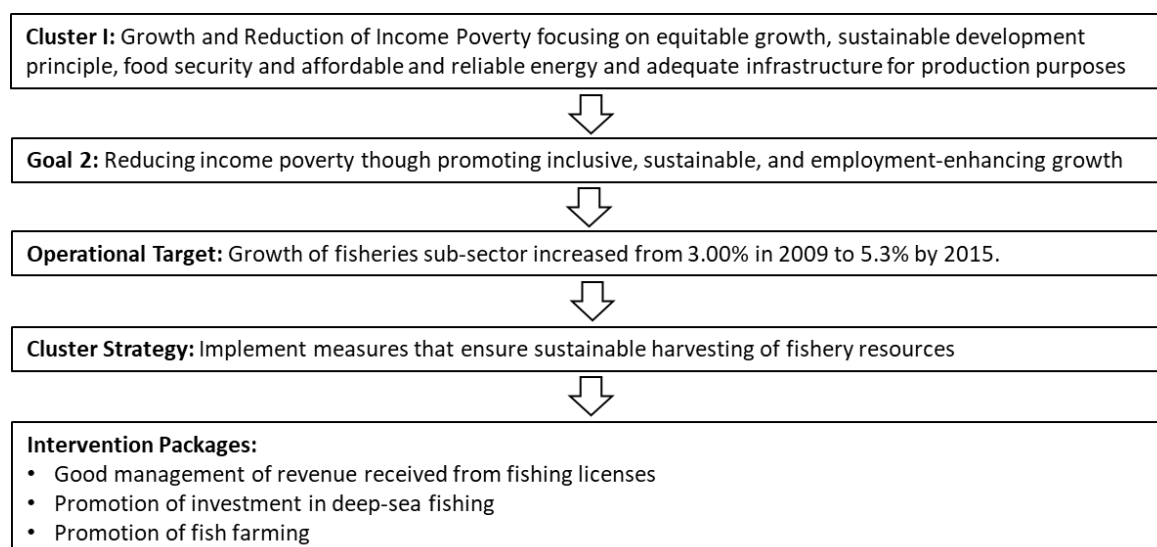 Cluster I: Growth and Reduction of Income Poverty focusing on equitable growth, sustainable development
principle, food security and affordable and reliable energy and adequate infrastructure for production purposes
Goal 2: Reducing income poverty though promoting inclusive, sustainable, and employment-enhancing growth
Operational Target: Growth of fisheries sub-sector increased from 3.00% in 2009 to 5.3% by 2015.
Cluster Strategy: Implement measures that ensure sustainable harvesting of fishery resources
Intervention Packages:
• Good management of revenue received from fishing licenses
• Promotion of investment in deep-sea fishing
• Promotion of fish farming